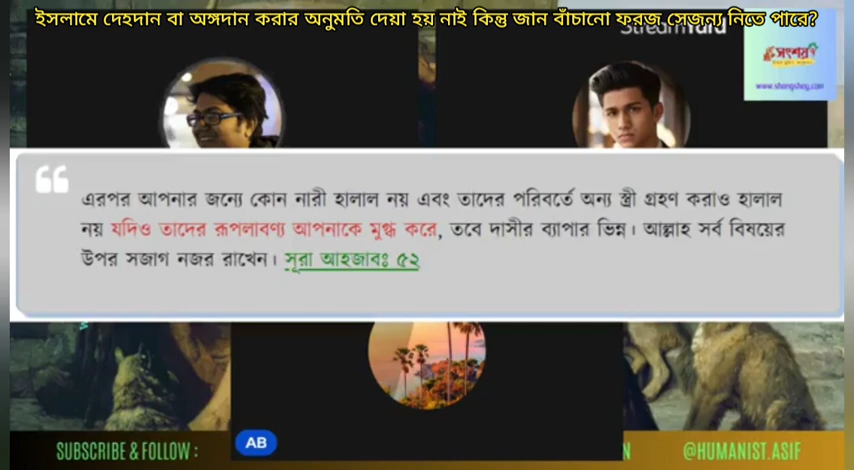 ইসলামে দেহদান বা অঙ্গদান করার অনুমতি দেয়া হয় নাই কিন্তু জান বাঁচানো ফরজ সেজন্য নিতে পারে?
StreamYard
সংশয়
www.shongshoy.com
এরপর আপনার জন্যে কোন নারী হালাল নয় এবং তাদের পরিবর্তে অন্য স্ত্রী গ্রহণ করাও হালাল
নয় যদিও তাদের রূপলাবণ্য আপনাকে মুগ্ধ করে, তবে দাসীর ব্যাপার ভিন্ন। আল্লাহ সর্ব বিষয়ের
উপর সজাগ নজর রাখেন। সূরা আহজাবঃ ৫২
AB
SUBSCRIBE & FOLLOW :
N
@HUMANIST.ASIF